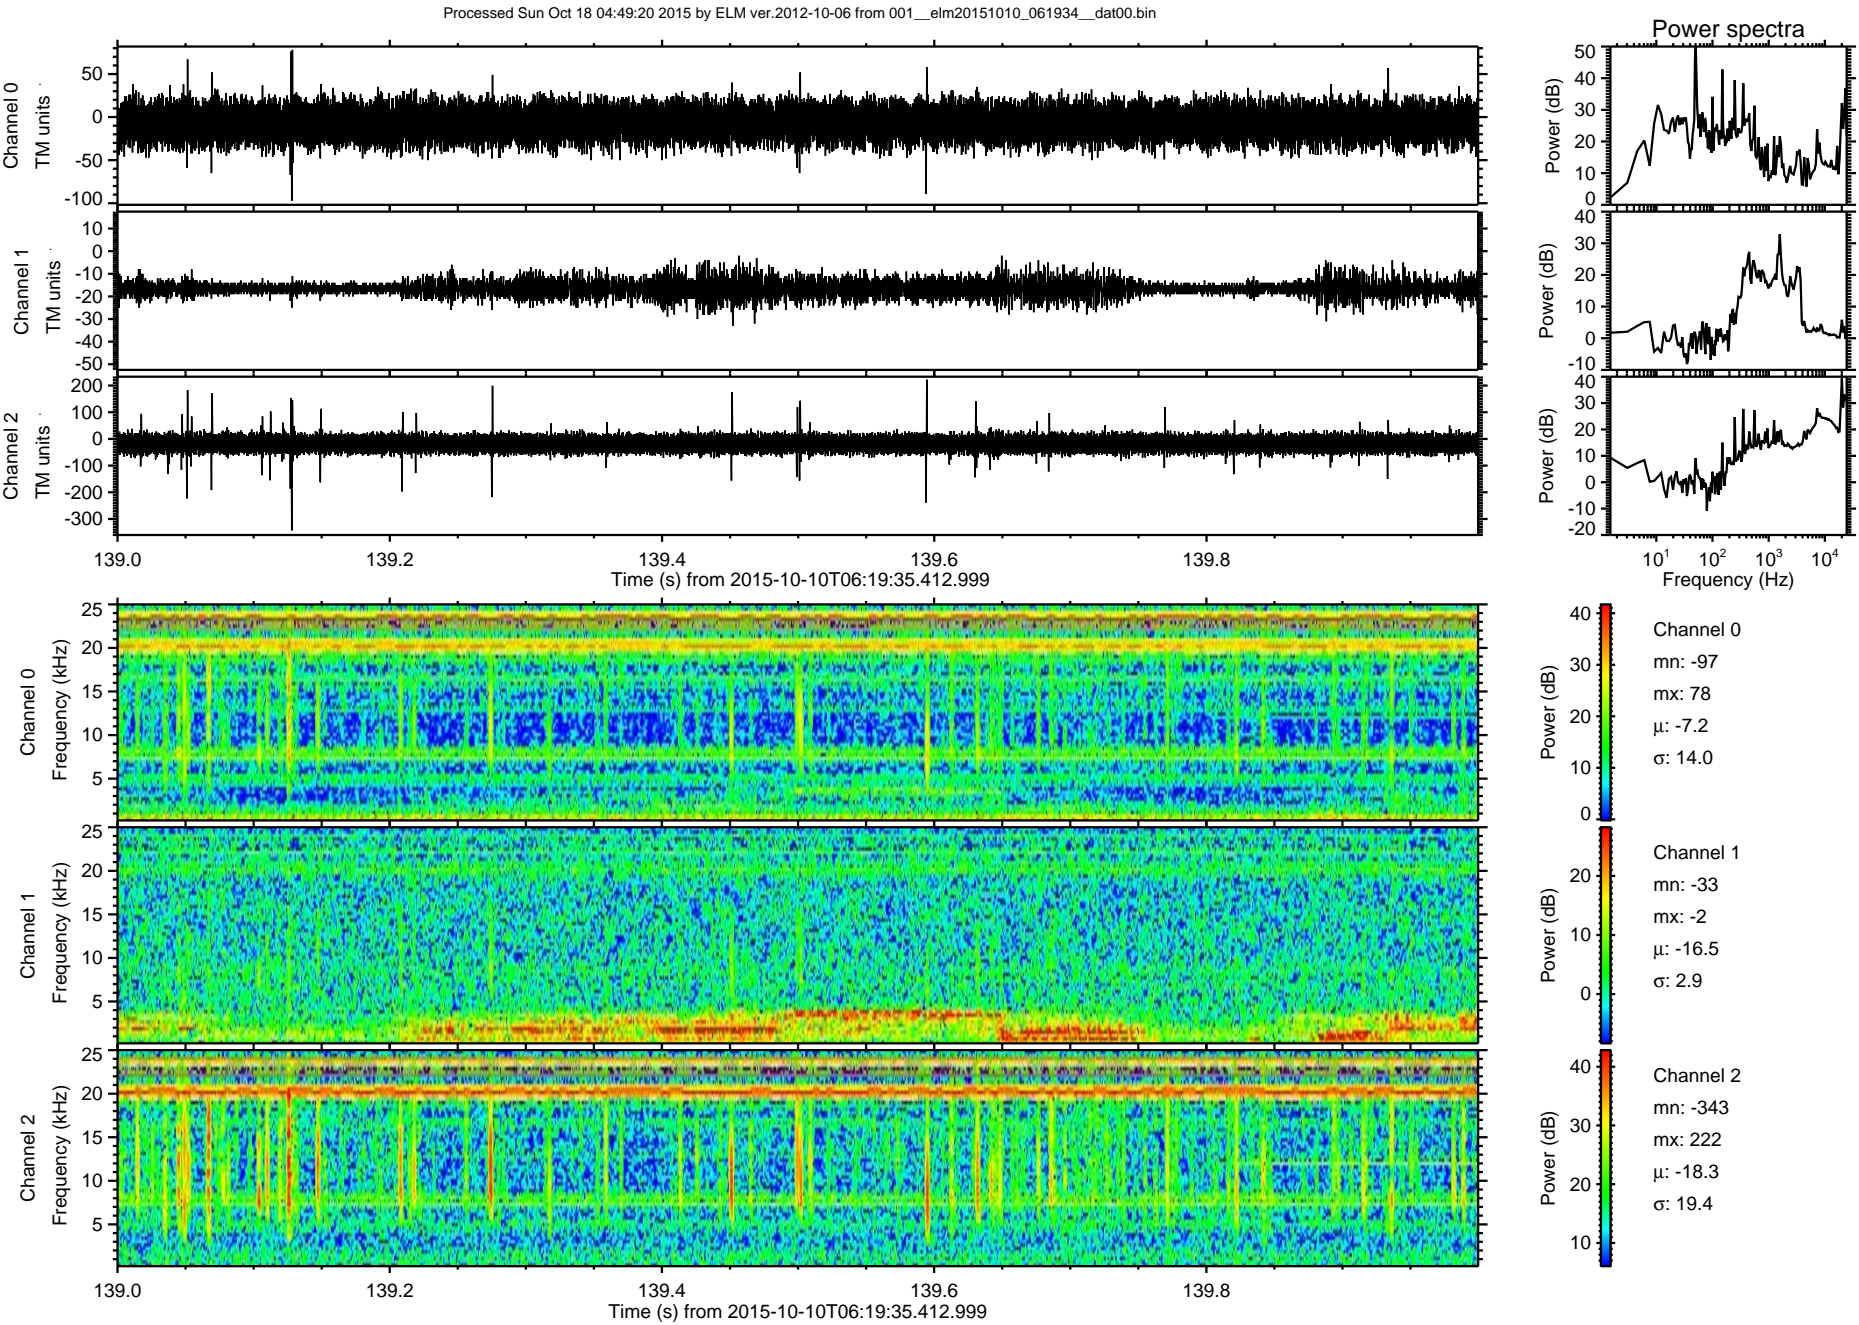 Processed Sun Oct 18 04:49:20 2015 by ELM ver.2012-10-06 from 001__elm20151010_061934__dat00.bin
Power spectra
Channel 0
TM units
50
0
-50
-100
Power (dB)
50
40
30
20
10
0
Channel 1
TM units
10
0
-10
-20
-30
-40
-50
Power (dB)
40
30
20
10
0
-10
Channel 2
TM units
200
100
0
-100
-200
-300
Power (dB)
40
30
20
10
0
-10
-20
139.0 139.2 139.4 139.6 139.8
Time (s) from 2015-10-10T06:19:35.412.999
10¹ 10² 10³ 10⁴
Frequency (Hz)
Channel 0
Frequency (kHz)
25
20
15
10
5
Power (dB)
40
30
20
10
0
Channel 0
mn: -97
mx: 78
μ: -7.2
σ: 14.0
Channel 1
Frequency (kHz)
25
20
15
10
5
Power (dB)
20
10
0
Channel 1
mn: -33
mx: -2
μ: -16.5
σ: 2.9
Channel 2
Frequency (kHz)
25
20
15
10
5
Power (dB)
40
30
20
10
Channel 2
mn: -343
mx: 222
μ: -18.3
σ: 19.4
139.0 139.2 139.4 139.6 139.8
Time (s) from 2015-10-10T06:19:35.412.999